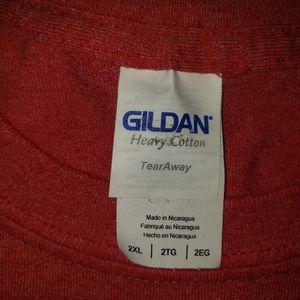 GILDAN
Heavy Cotton
TearAway
Made in Nicaragua
Fabriqué au Nicaragua
Hecho en Nicaragua
2XL | 2TG | 2EG